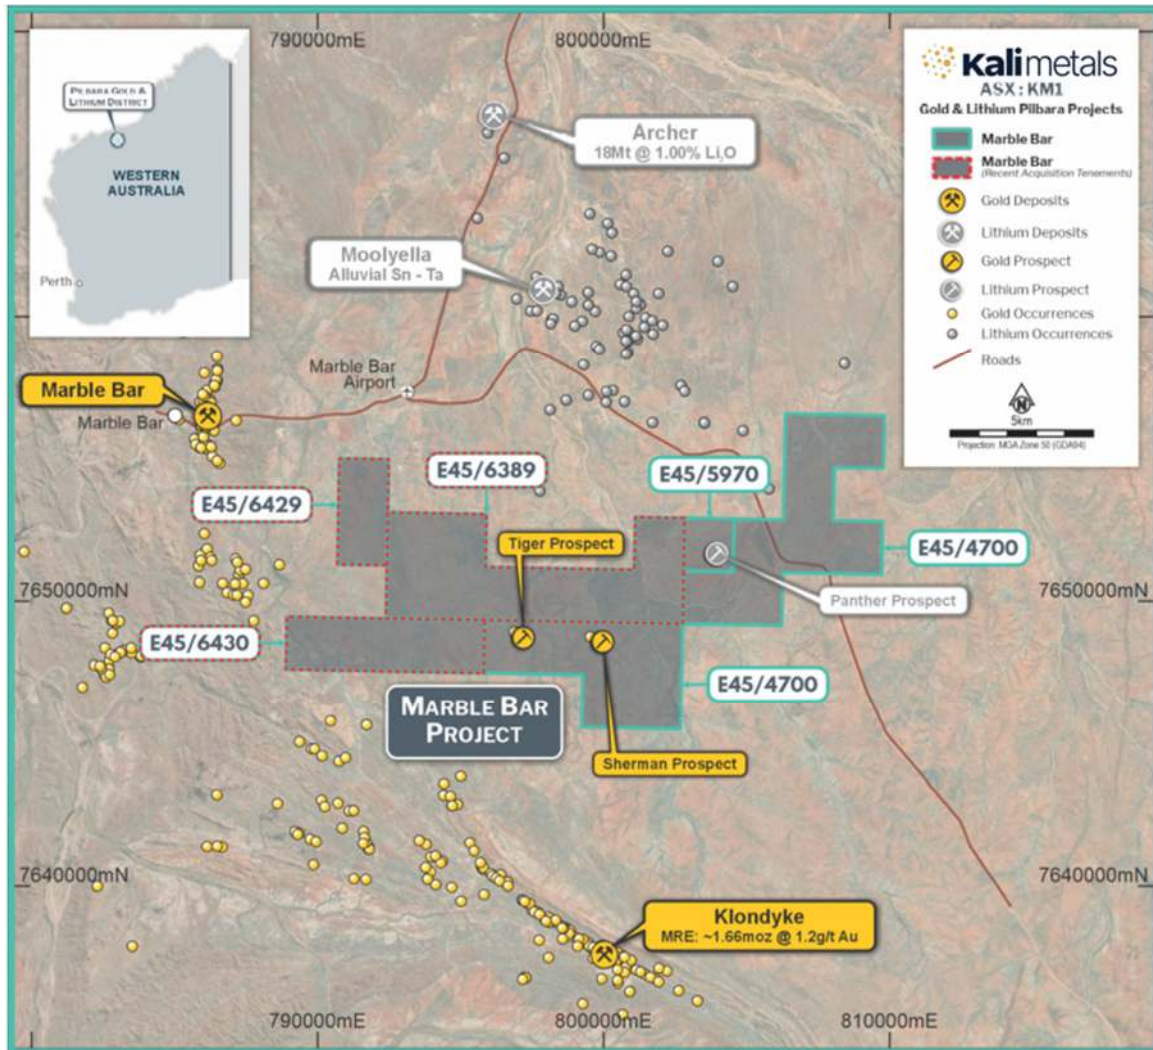 790000mE
800000mE
PILBARA GOLD &
LITHIUM DISTRICT
WESTERN
AUSTRALIA
Perth
Kalimetals
ASX : KM1
Gold & Lithium Pilbara Projects
Marble Bar
Marble Bar
(Recent Acquisition Tenements)
Gold Deposits
Lithium Deposits
Gold Prospect
Lithium Prospect
Gold Occurrences
Lithium Occurrences
Roads
N
5km
Projection: MGA Zone 50 (GDA94)
Archer
18Mt @ 1.00% Li₂O
Moolyella
Alluvial Sn - Ta
Marble Bar
Airport
Marble Bar
Marble Bar
E45/6429
E45/6389
E45/5970
E45/4700
Tiger Prospect
Panther Prospect
7650000mN
7650000mN
E45/6430
E45/4700
MARBLE BAR
PROJECT
Sherman Prospect
7640000mN
7640000mN
Klondyke
MRE: ~1.66moz @ 1.2g/t Au
790000mE
800000mE
810000mE